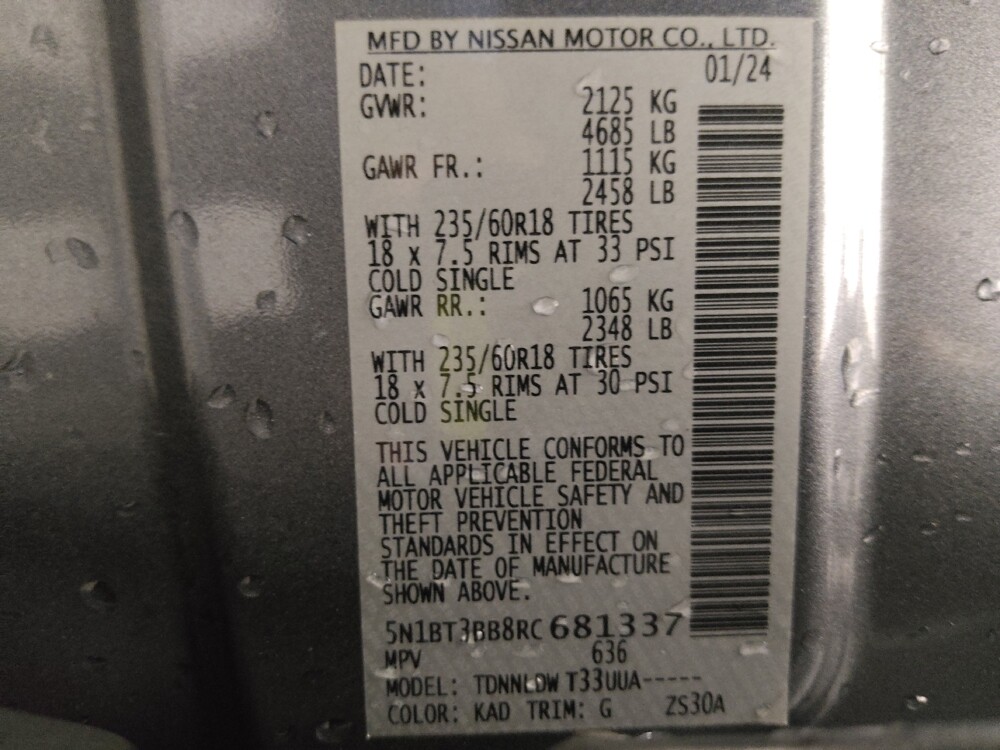 MFD BY NISSAN MOTOR CO., LTD.
DATE: 01/24
GVWR: 2125 KG
4685 LB
GAWR FR.: 1115 KG
2458 LB
WITH 235/60R18 TIRES
18 x 7.5 RIMS AT 33 PSI
COLD SINGLE
GAWR RR.: 1065 KG
2348 LB
WITH 235/60R18 TIRES
18 x 7.5 RIMS AT 30 PSI
COLD SINGLE
THIS VEHICLE CONFORMS TO
ALL APPLICABLE FEDERAL
MOTOR VEHICLE SAFETY AND
THEFT PREVENTION
STANDARDS IN EFFECT ON
THE DATE OF MANUFACTURE
SHOWN ABOVE.
5N1BT3BB8RC681337
MPV 636
MODEL: TDNNLDW T33UUA-----
COLOR: KAD TRIM: G ZS30A